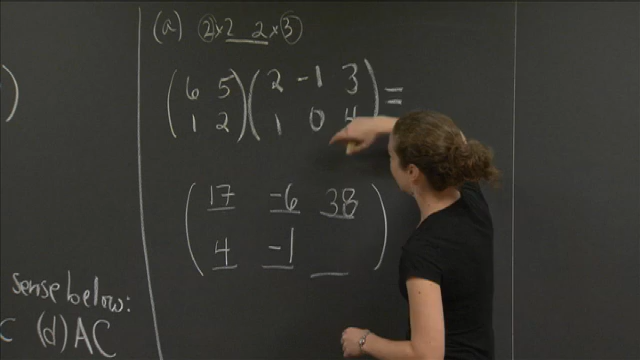 (a) 2×2 2×3
( 6 5 ) ( 2 -1 3 ) =
( 1 2 ) ( 1 0 4 )
( 17 -6 38 )
( 4 -1 _ )
sense below:
C (d) AC